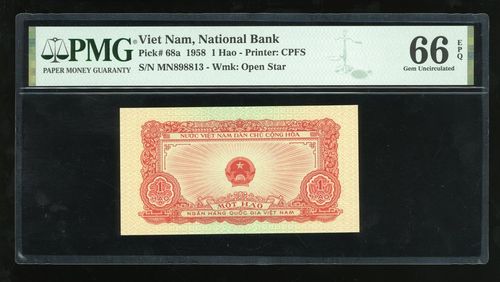 PMG
PAPER MONEY GUARANTY
Viet Nam, National Bank
Pick# 68a 1958 1 Hao - Printer: CPFS
S/N MN898813 - Wmk: Open Star
66 EPQ
Gem Uncirculated
NƯỚC VIỆT NAM DÂN CHỦ CỘNG HÒA
1 1
MỘT HÀO
NGÂN HÀNG QUỐC GIA VIỆT NAM